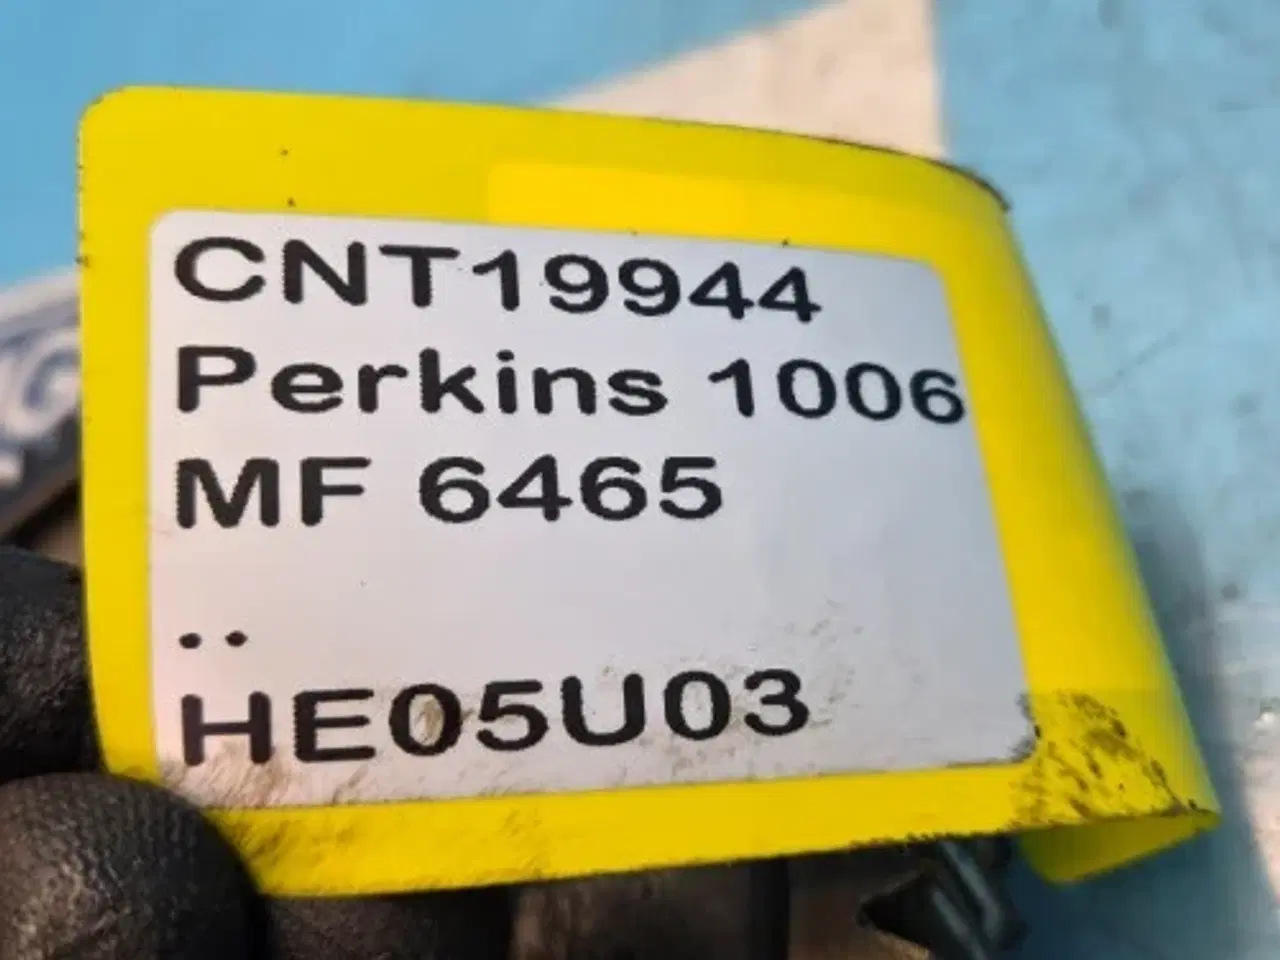 CNT19944
Perkins 1006
MF 6465
..
HE05U03